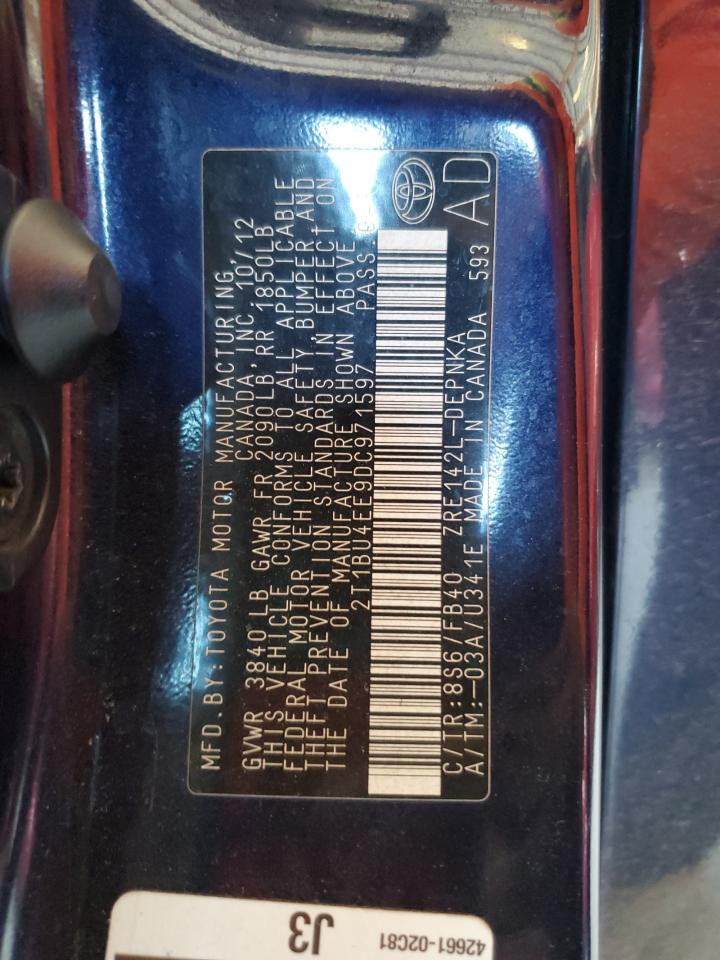 MFD.BY:TOYOTA MOTOR MANUFACTURING,
CANADA, INC. 10/12
GVWR 3840 LB GAWR FR 2090LB, RR 1850LB
THIS VEHICLE CONFORMS TO ALL APPLICABLE
FEDERAL MOTOR VEHICLE SAFETY, BUMPER AND
THEFT PREVENTION STANDARDS IN EFFECT ON
THE DATE OF MANUFACTURE SHOWN ABOVE
2T1BU4EE9DC971597 PASS
C/TR:8S6/FB40 ZRE142L-DEPNKA
A/TM:-03A/U341E MADE IN CANADA 593
AD
J3
42661-02C81